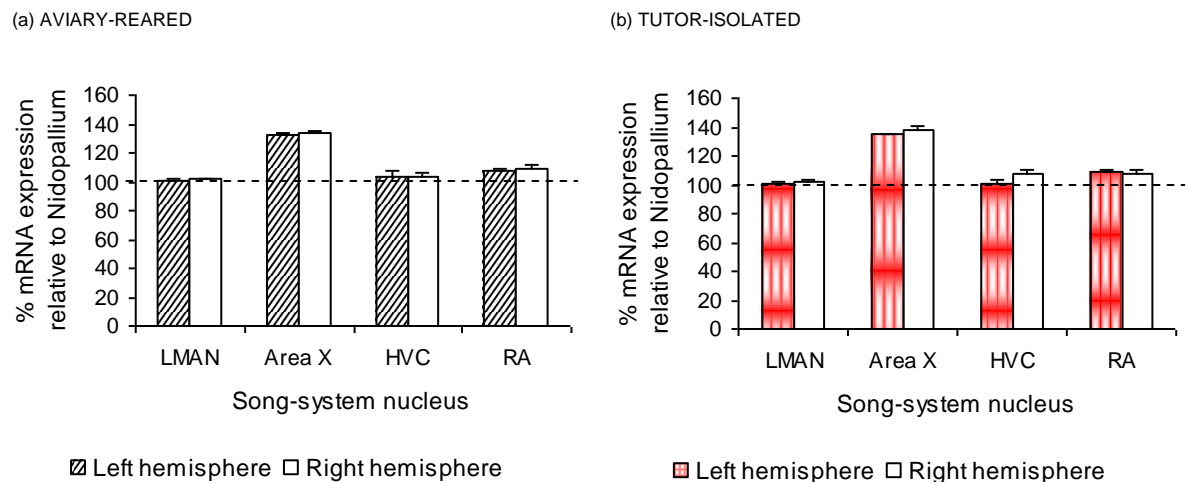 (a) AVIARY-REARED
% mRNA expression
relative to Nidopallium
160
140
120
100
80
60
40
20
0
LMAN Area X HVC RA
Song-system nucleus
Left hemisphere Right hemisphere
(b) TUTOR-ISOLATED
% mRNA expression
relative to Nidopallium
160
140
120
100
80
60
40
20
0
LMAN Area X HVC RA
Song-system nucleus
Left hemisphere Right hemisphere